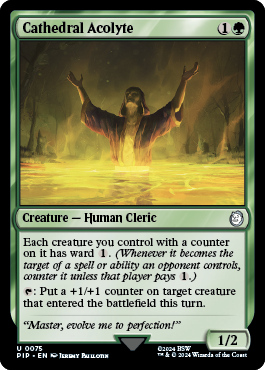 Cathedral Acolyte 1
Creature — Human Cleric
Each creature you control with a counter
on it has ward 1. (Whenever it becomes the
target of a spell or ability an opponent controls,
counter it unless that player pays 1.)
: Put a +1/+1 counter on target creature
that entered the battlefield this turn.
“Master, evolve me to perfection!”
1/2
U 0075
PIP • EN Jeremy Paillotin
©2024 BSW
™ & © 2024 Wizards of the Coast